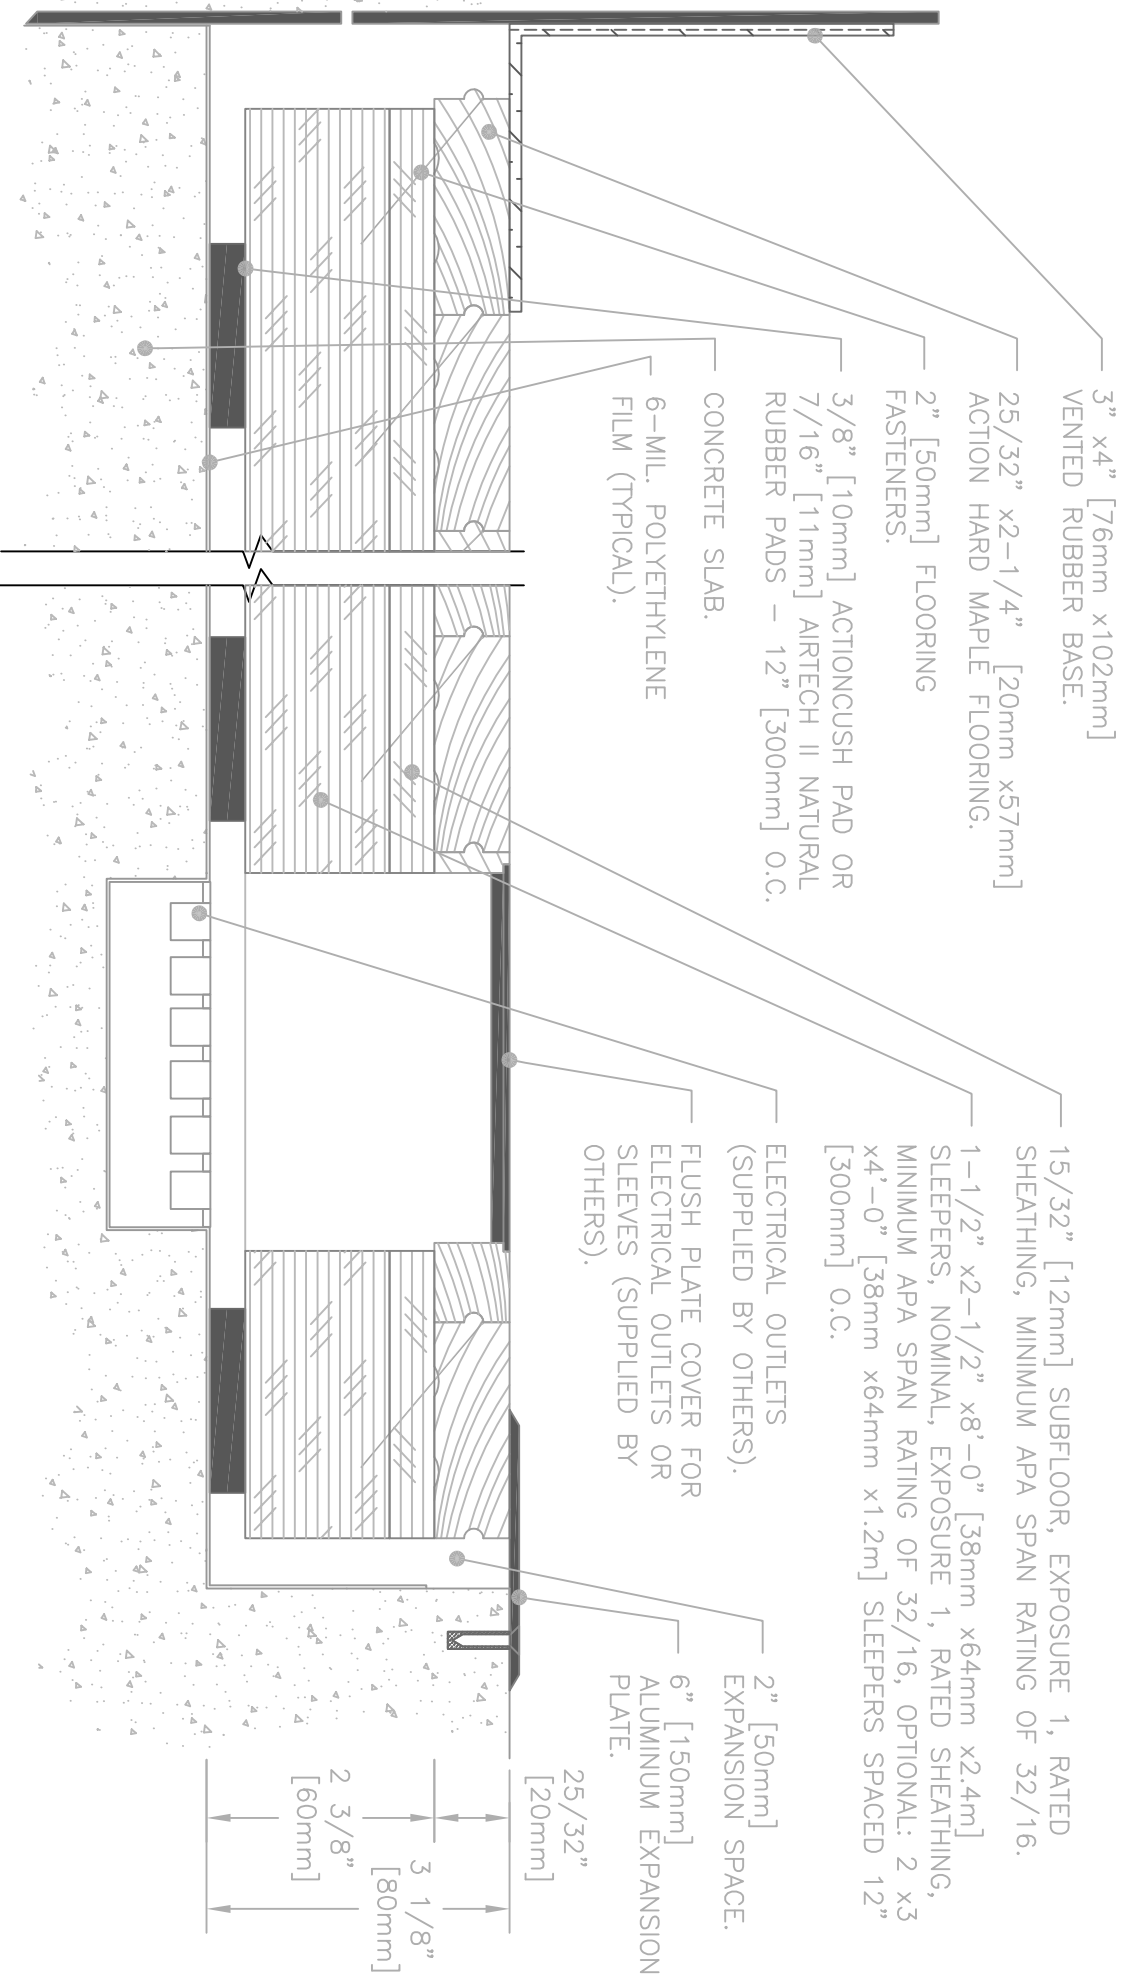 3" x4" [76mm x102mm]
VENTED RUBBER BASE.
25/32" x2-1/4" [20mm x57mm]
ACTION HARD MAPLE FLOORING.
2" [50mm] FLOORING
FASTENERS.
3/8" [10mm] ACTIONCUSH PAD OR
7/16" [11mm] AIRTECH II NATURAL
RUBBER PADS - 12" [300mm] O.C.
CONCRETE SLAB.
6-MIL. POLYETHYLENE
FILM (TYPICAL).
15/32" [12mm] SUBFLOOR, EXPOSURE 1, RATED
SHEATHING, MINIMUM APA SPAN RATING OF 32/16.
1-1/2" x2-1/2" x8'-0" [38mm x64mm x2.4m]
SLEEPERS, NOMINAL, EXPOSURE 1, RATED SHEATHING,
MINIMUM APA SPAN RATING OF 32/16, OPTIONAL: 2 x3
x4'-0" [38mm x64mm x1.2m] SLEEPERS SPACED 12"
[300mm] O.C.
ELECTRICAL OUTLETS
(SUPPLIED BY OTHERS).
FLUSH PLATE COVER FOR
ELECTRICAL OUTLETS OR
SLEEVES (SUPPLIED BY
OTHERS).
2" [50mm]
EXPANSION SPACE.
6" [150mm]
ALUMINUM EXPANSION
PLATE.
25/32"
[20mm]
3 1/8"
[80mm]
2 3/8"
[60mm]